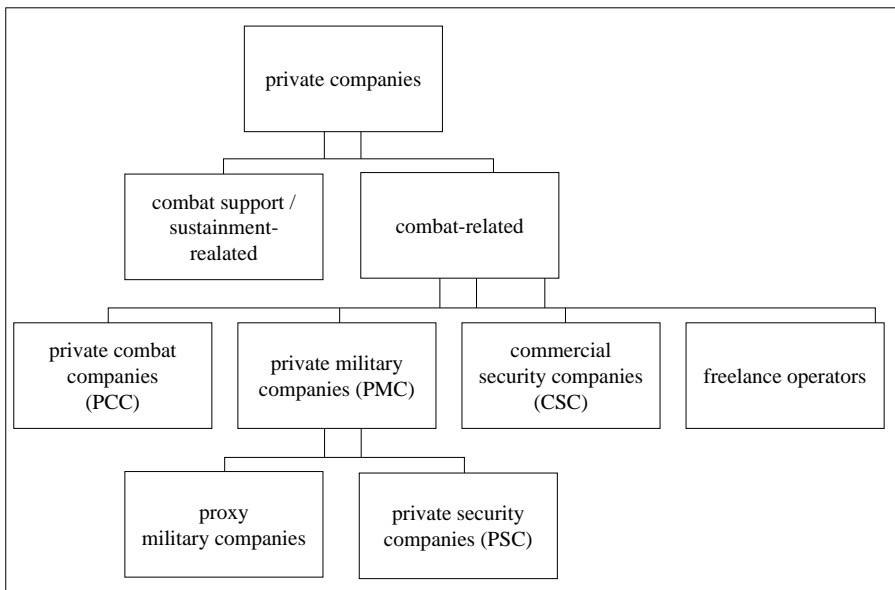 private companies
combat support /
sustainment-
realated
combat-related
private combat
companies
(PCC)
private military
companies (PMC)
commercial
security companies
(CSC)
freelance operators
proxy
military companies
private security
companies (PSC)